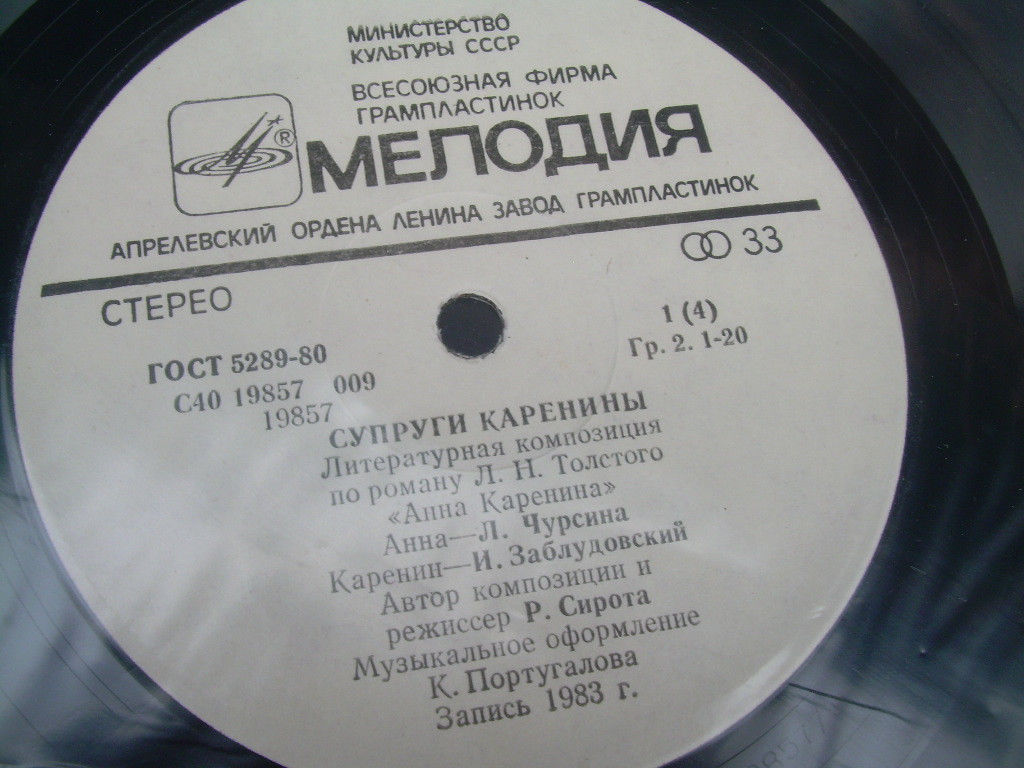 МИНИСТЕРСТВО
КУЛЬТУРЫ СССР
ВСЕСОЮЗНАЯ ФИРМА
ГРАМПЛАСТИНОК
® МЕЛОДИЯ
АПРЕЛЕВСКИЙ ОРДЕНА ЛЕНИНА ЗАВОД ГРАМПЛАСТИНОК
СТЕРЕО
33
ГОСТ 5289-80
1 (4)
С40 19857 009
Гр. 2. 1-20
19857
СУПРУГИ КАРЕНИНЫ
Литературная композиция
по роману Л. Н. Толстого
«Анна Каренина»
Анна—Л. Чурсина
Каренин—И. Заблудовский
Автор композиции и
режиссер Р. Сирота
Музыкальное оформление
К. Португалова
Запись 1983 г.